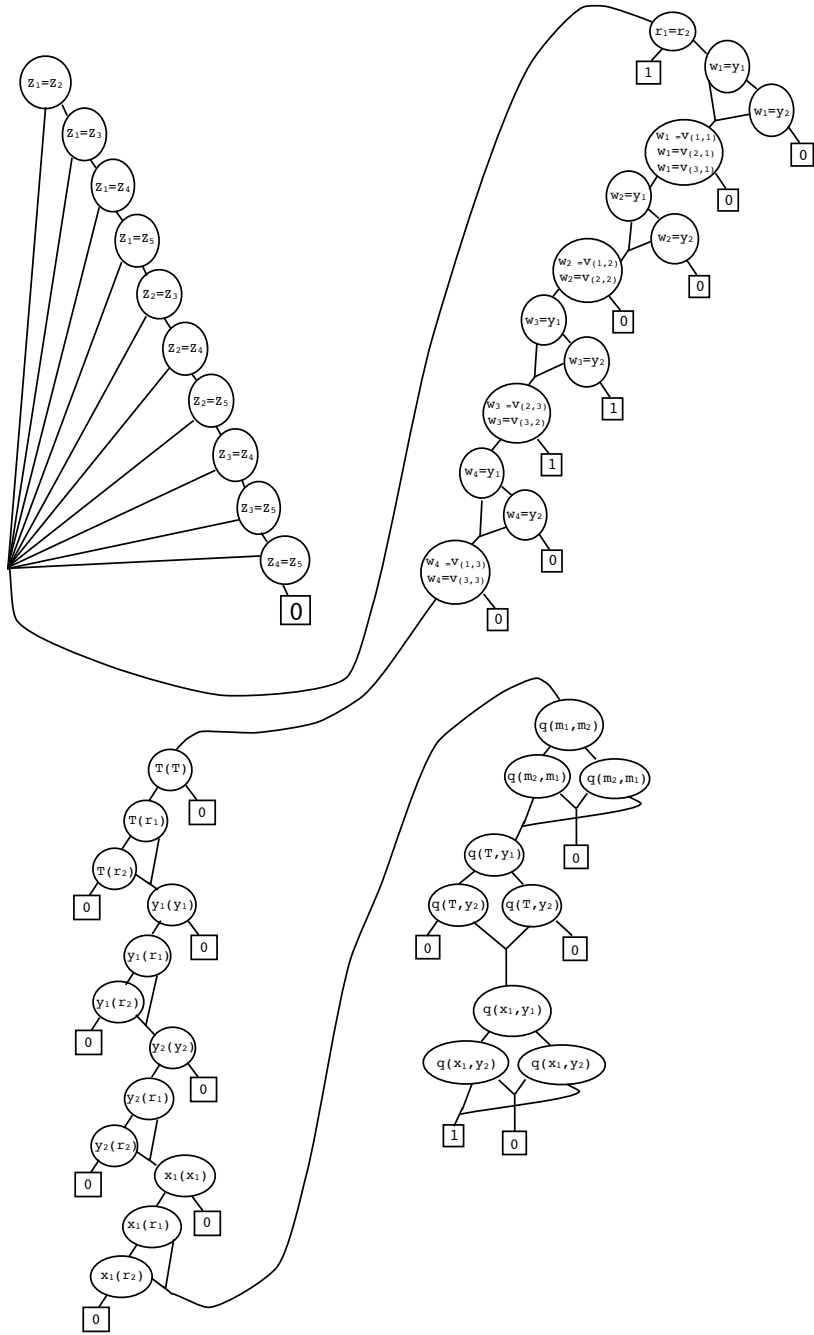 z₁=z₂
z₁=z₃
z₁=z₄
z₁=z₅
z₂=z₃
z₂=z₄
z₂=z₅
z₃=z₄
z₃=z₅
z₄=z₅
0
r₁=r₂
1
w₁=y₁
w₁=y₂
0
w₁ =v(1,1)
w₁=v(2,1)
w₁=v(3,1)
0
w₂=y₁
w₂=y₂
0
w₂ =v(1,2)
w₂=v(2,2)
0
w₃=y₁
w₃=y₂
1
w₃ =v(2,3)
w₃=v(3,2)
1
w₄=y₁
w₄=y₂
0
w₄ =v(1,3)
w₄=v(3,3)
0
T(T)
0
T(r₁)
T(r₂)
0
y₁(y₁)
0
y₁(r₁)
y₁(r₂)
0
y₂(y₂)
0
y₂(r₁)
y₂(r₂)
0
x₁(x₁)
0
x₁(r₁)
x₁(r₂)
0
q(m₁,m₂)
q(m₂,m₁)
q(m₂,m₁)
0
q(T,y₁)
q(T,y₂)
q(T,y₂)
0
0
q(x₁,y₁)
q(x₁,y₂)
q(x₁,y₂)
1
0